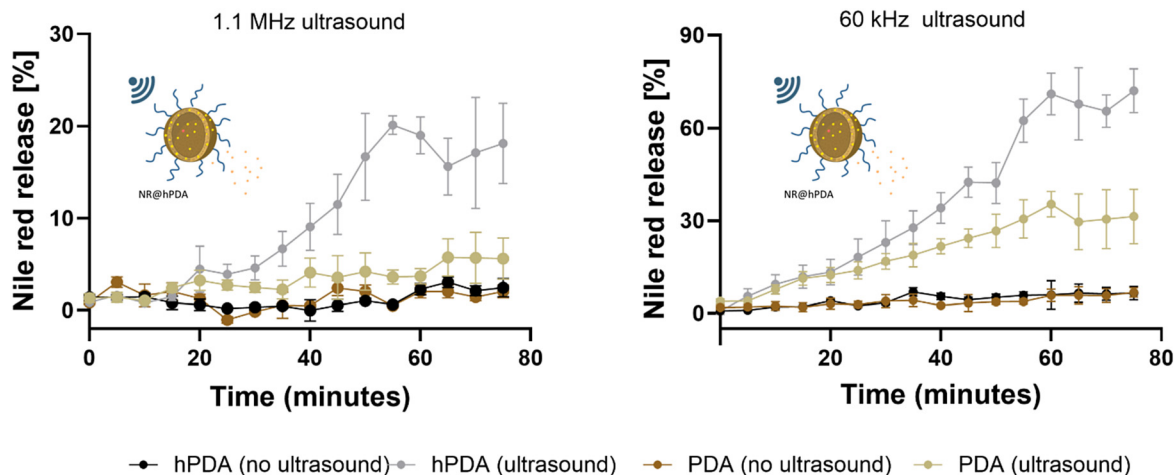 1.1 MHz ultrasound
30
20
10
0
Nile red release [%]
NR@hPDA
0 20 40 60 80
Time (minutes)
60 kHz ultrasound
90
60
30
0
Nile red release [%]
NR@hPDA
20 40 60 80
Time (minutes)
hPDA (no ultrasound) hPDA (ultrasound) PDA (no ultrasound) PDA (ultrasound)